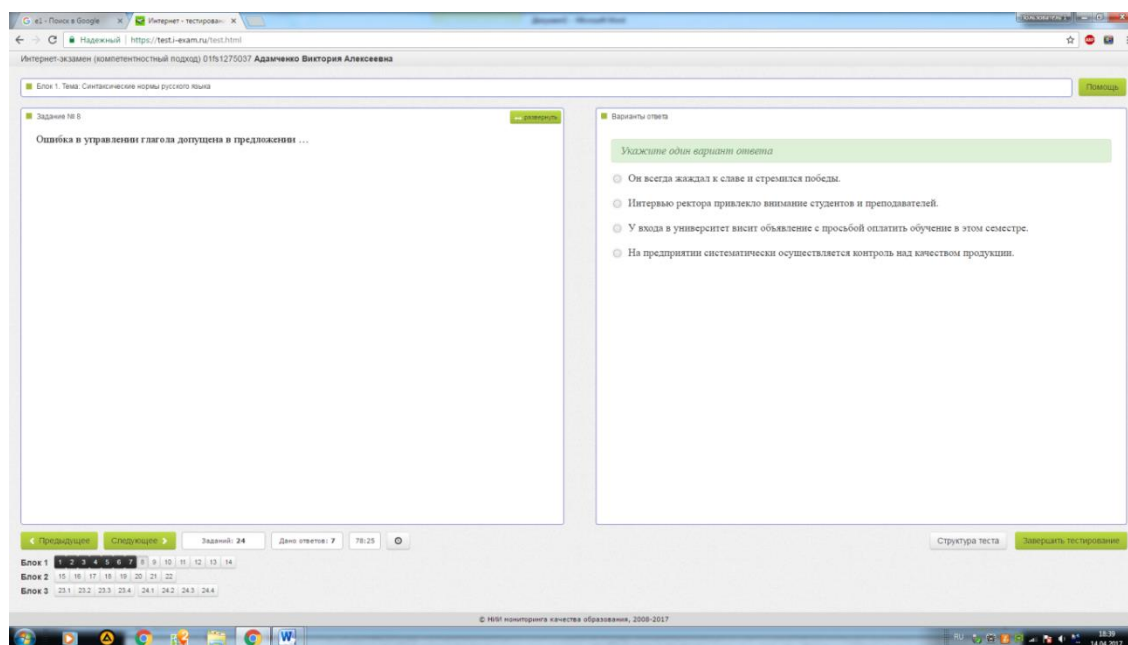 el - Поиск в Google
Интернет - тестирован
Документ - Microsoft Word
Надежный
https://test.i-exam.ru/test.html
Интернет-экзамен (компетентностный подход) 01fs1275037 Адамченко Виктория Алексеевна
Блок 1. Тема: Синтаксические нормы русского языка
Помощь
Задание № 8
развернуть
Варианты ответа
Ошибка в управлении глагола допущена в предложении …
Укажите один вариант ответа
Он всегда жаждал к славе и стремился победы.
Интервью ректора привлекло внимание студентов и преподавателей.
У входа в университет висит объявление с просьбой оплатить обучение в этом семестре.
На предприятии систематически осуществляется контроль над качеством продукции.
Предыдущее
Следующее
Заданий: 24
Дано ответов: 7
78:25
Структура теста
Завершить тестирование
Блок 1 1 2 3 4 5 6 7 8 9 10 11 12 13 14
Блок 2 15 16 17 18 19 20 21 22
Блок 3 23.1 23.2 23.3 23.4 24.1 24.2 24.3 24.4
© НИИ мониторинга качества образования, 2008-2017
RU
18:39
14.04.2017